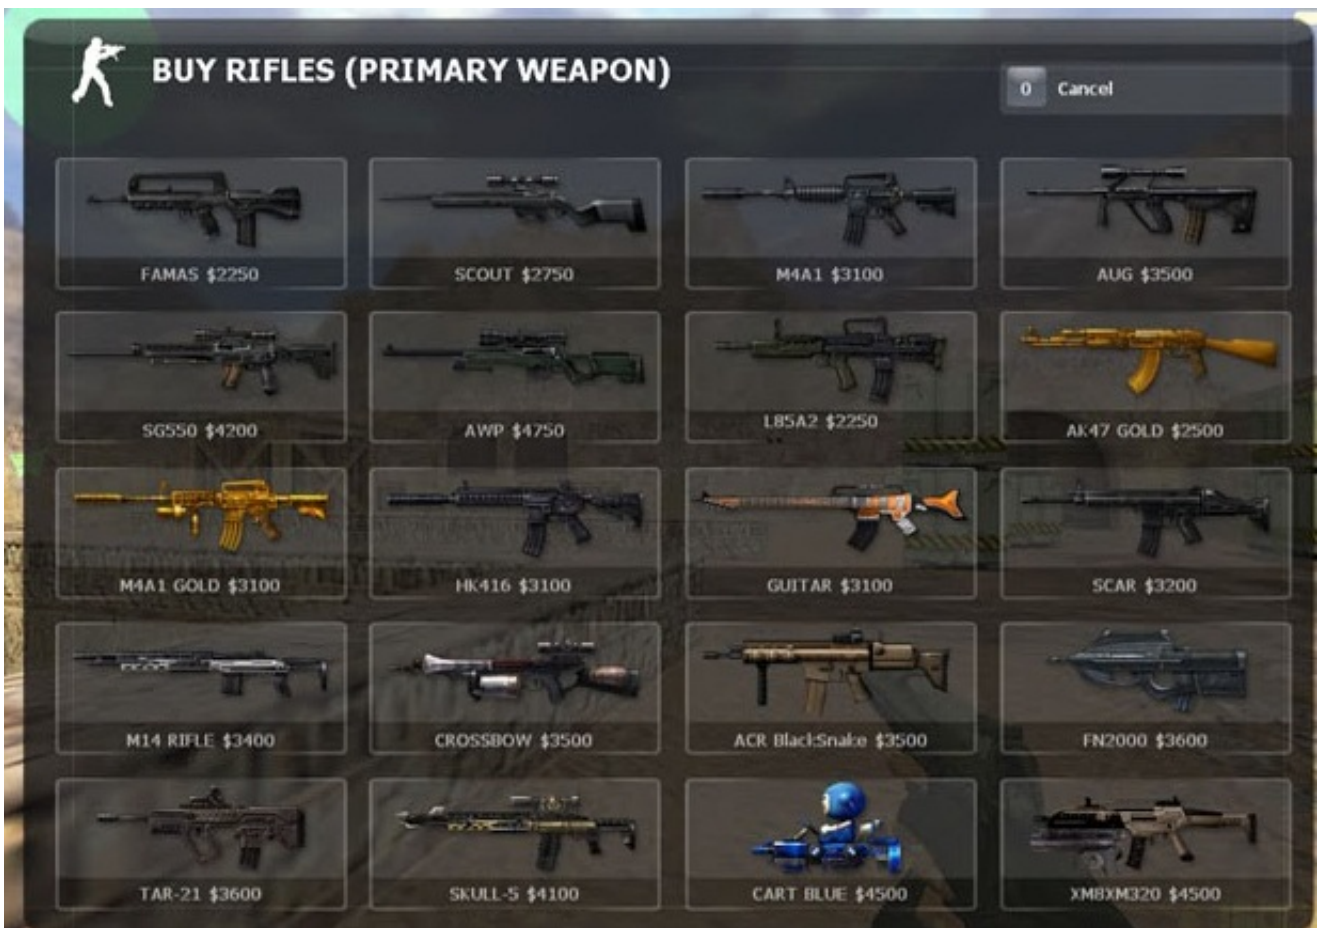 BUY RIFLES (PRIMARY WEAPON)
0 Cancel
FAMAS $2250
SCOUT $2750
M4A1 $3100
AUG $3500
SG550 $4200
AWP $4750
L85A2 $2250
AK47 GOLD $2500
M4A1 GOLD $3100
HK416 $3100
GUITAR $3100
SCAR $3200
M14 RIFLE $3400
CROSSBOW $3500
ACR BlackSnake $3500
FN2000 $3600
TAR-21 $3600
SKULL-5 $4100
CART BLUE $4500
XM8XM320 $4500